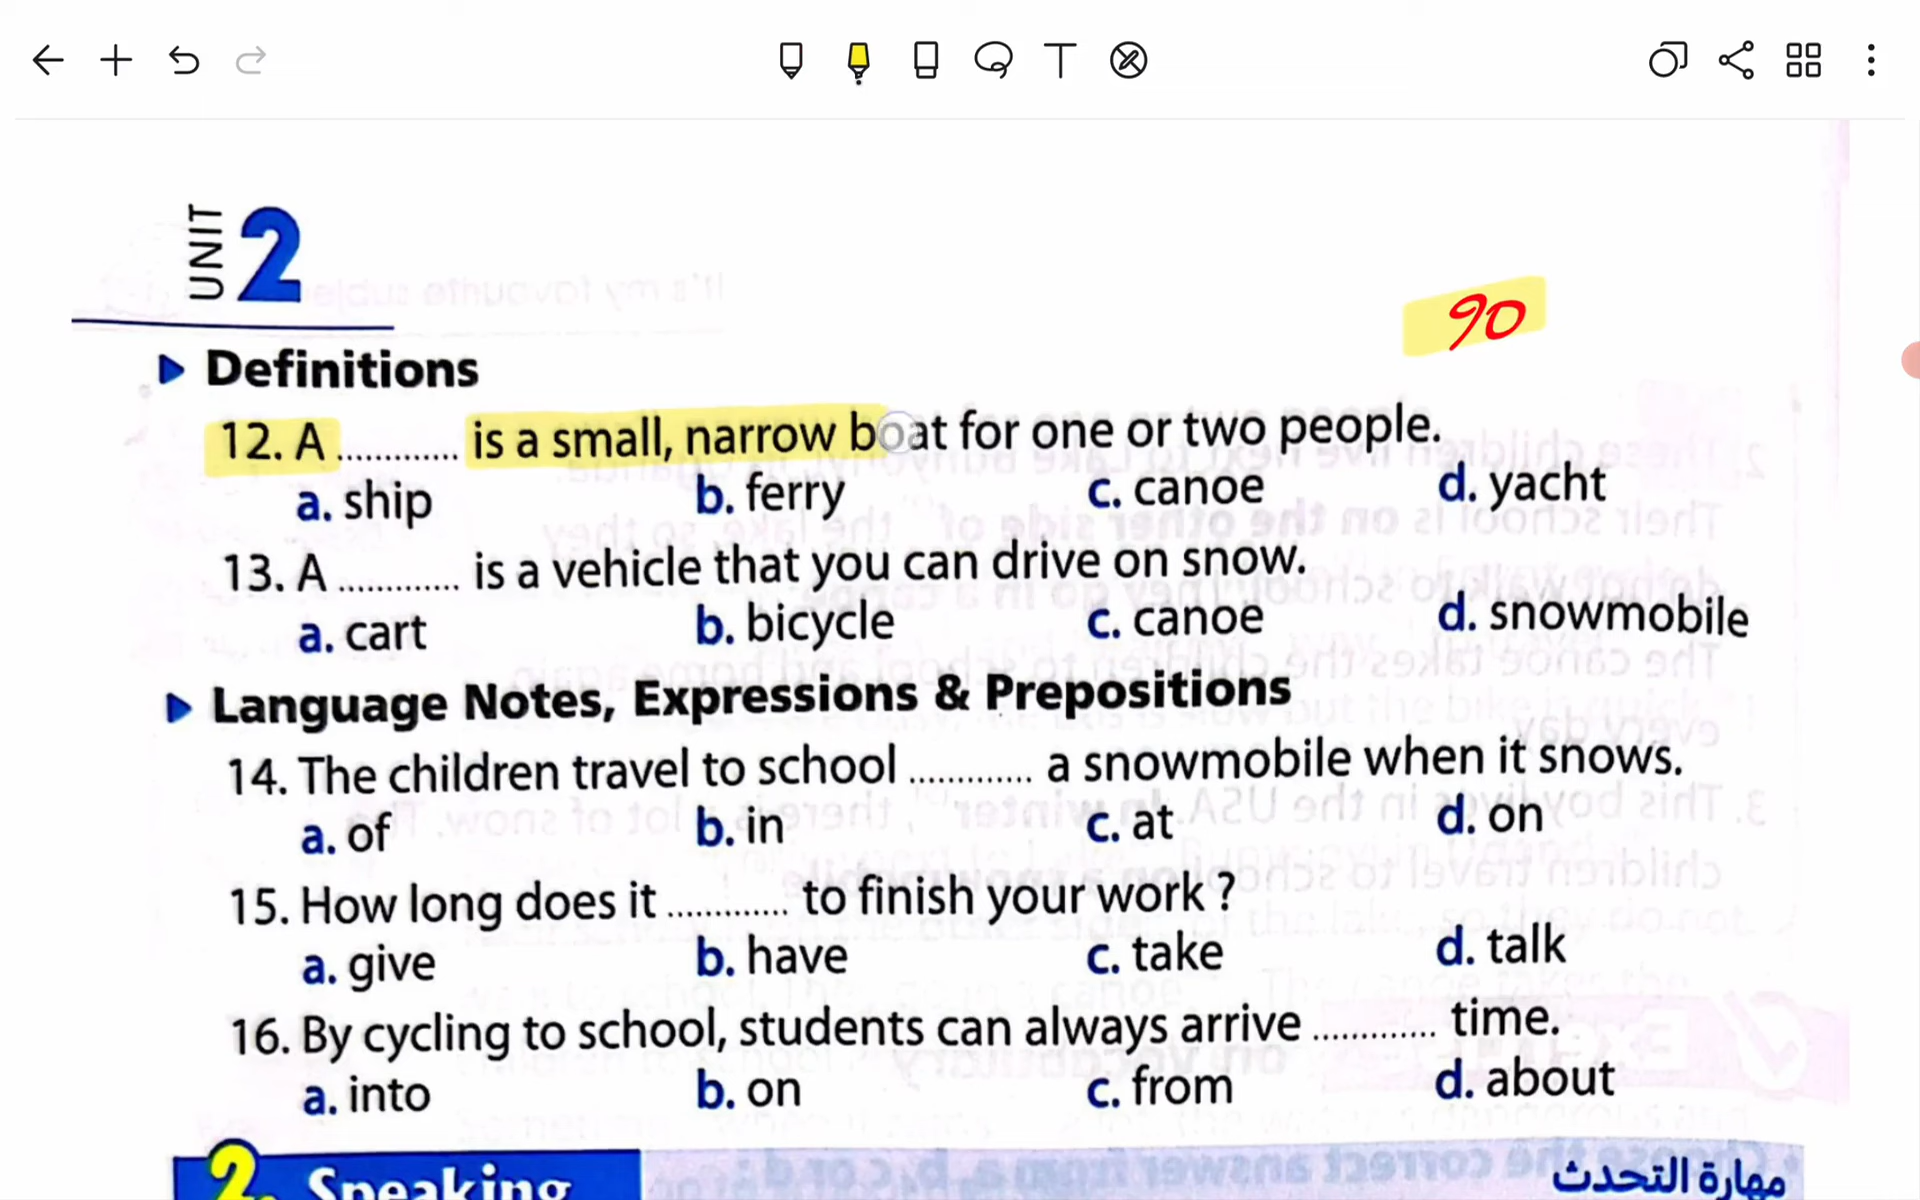 UNIT 2
90
Definitions
12. A ............ is a small, narrow boat for one or two people.
a. ship b. ferry c. canoe d. yacht
13. A ............ is a vehicle that you can drive on snow.
a. cart b. bicycle c. canoe d. snowmobile
Language Notes, Expressions & Prepositions
14. The children travel to school ............ a snowmobile when it snows.
a. of b. in c. at d. on
15. How long does it ............ to finish your work ?
a. give b. have c. take d. talk
16. By cycling to school, students can always arrive ............ time.
a. into b. on c. from d. about
2. Speaking مهارة التحدث